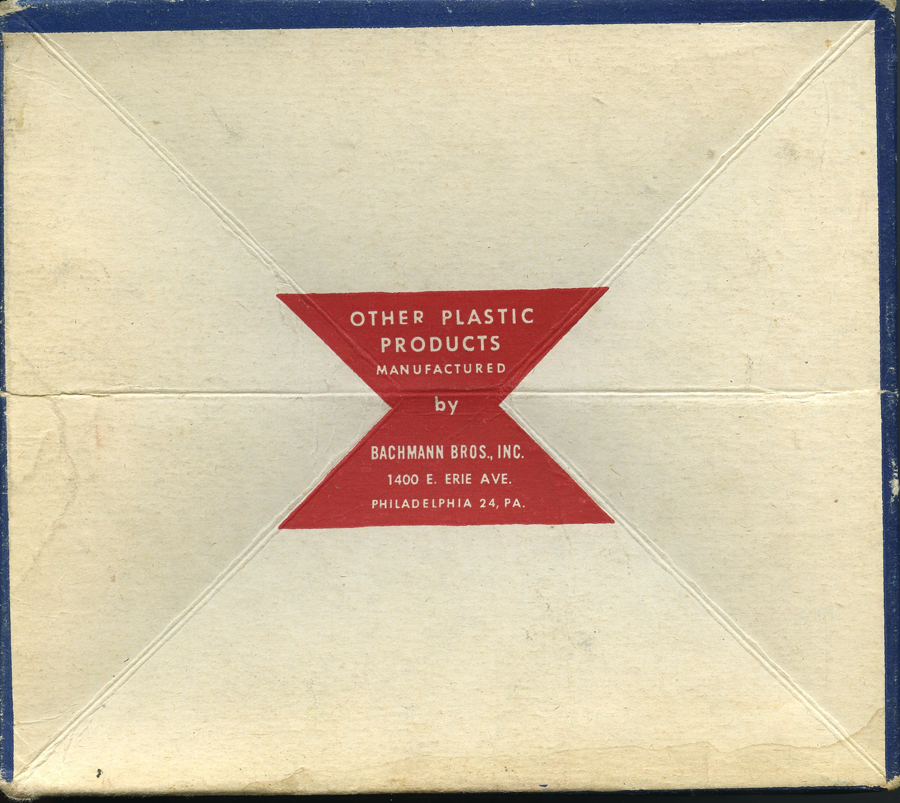 OTHER PLASTIC
PRODUCTS
MANUFACTURED
by
BACHMANN BROS., INC.
1400 E. ERIE AVE.
PHILADELPHIA 24, PA.